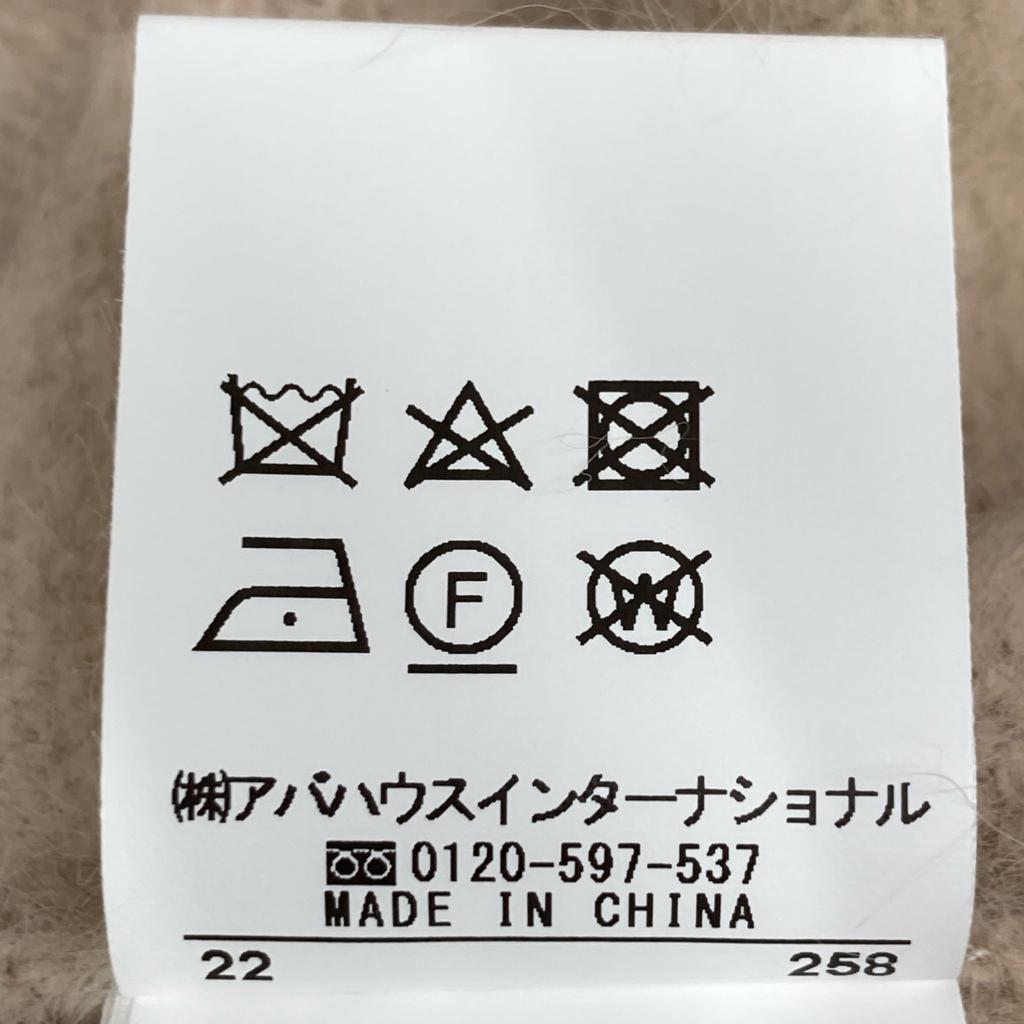 F
W
(株)アバハウスインターナショナル
0120-597-537
MADE IN CHINA
22 258